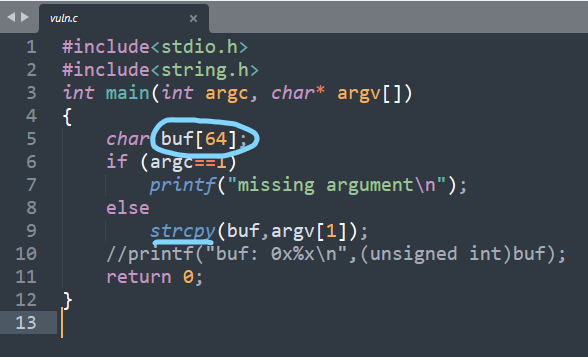 vuln.c ×
1 #include<stdio.h>
2 #include<string.h>
3 int main(int argc, char* argv[])
4 {
5 char buf[64];
6 if (argc==1)
7 printf("missing argument\n");
8 else
9 strcpy(buf,argv[1]);
10 //printf("buf: 0x%x\n",(unsigned int)buf);
11 return 0;
12 }
13